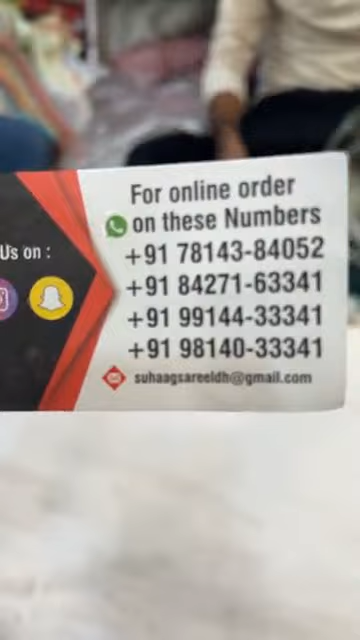 For online order
on these Numbers
Us on :
+91 78143-84052
+91 84271-63341
+91 99144-33341
+91 98140-33341
suhaagsareeldh@gmail.com